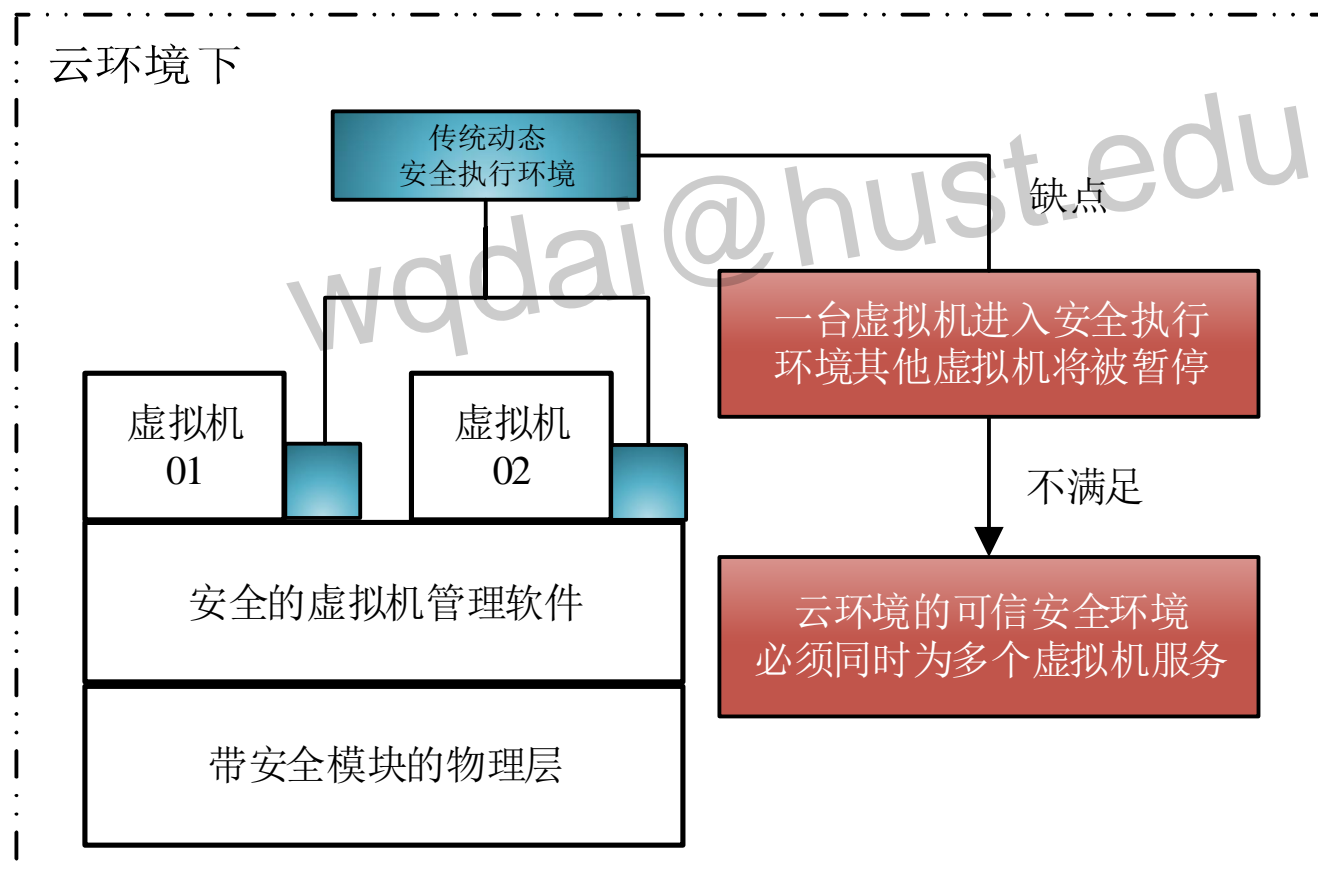 云环境下
传统动态
安全执行环境
缺点
wqdai@hust.edu
一台虚拟机进入安全执行
环境其他虚拟机将被暂停
虚拟机
01
虚拟机
02
不满足
安全的虚拟机管理软件
云环境的可信安全环境
必须同时为多个虚拟机服务
带安全模块的物理层